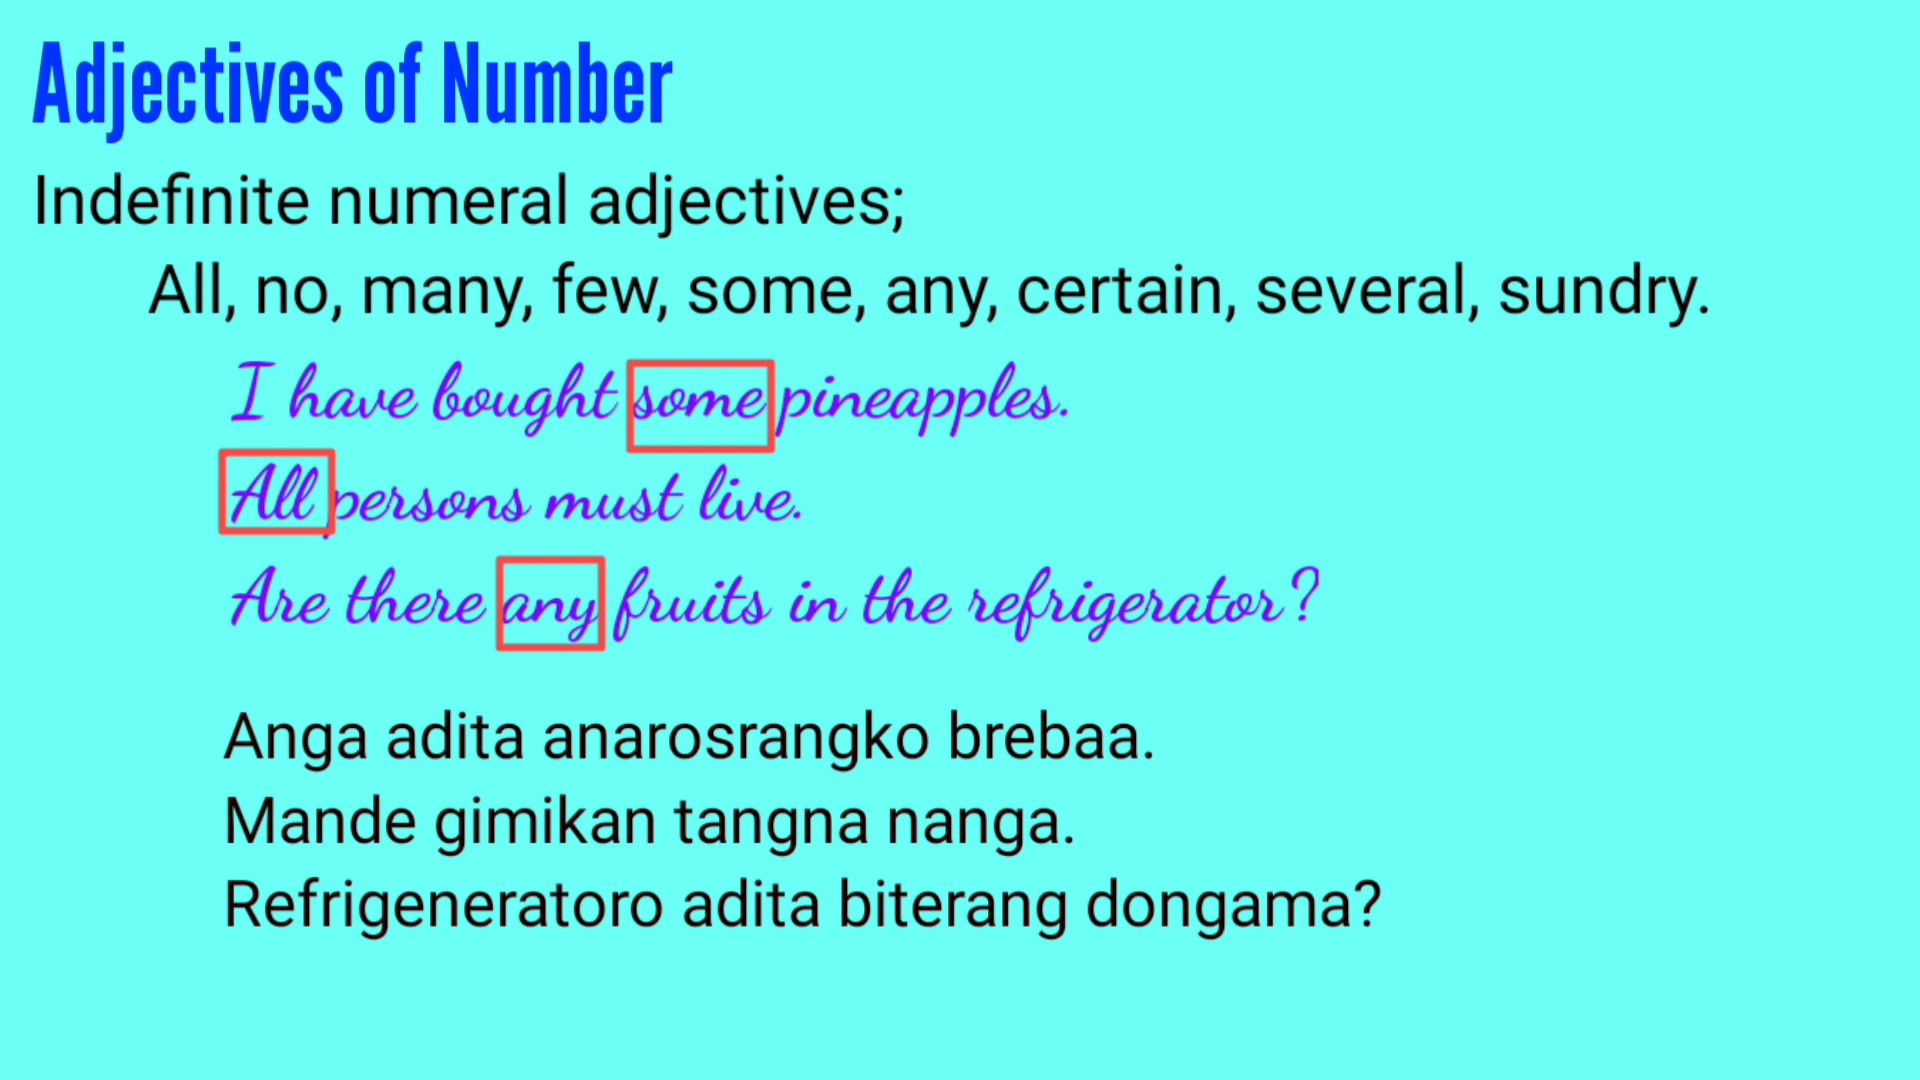 Adjectives of Number
Indefinite numeral adjectives;
All, no, many, few, some, any, certain, several, sundry.
I have bought some pineapples.
All persons must live.
Are there any fruits in the refrigerator?
Anga adita anarosrangko brebaa.
Mande gimikan tangna nanga.
Refrigeneratoro adita biterang dongama?